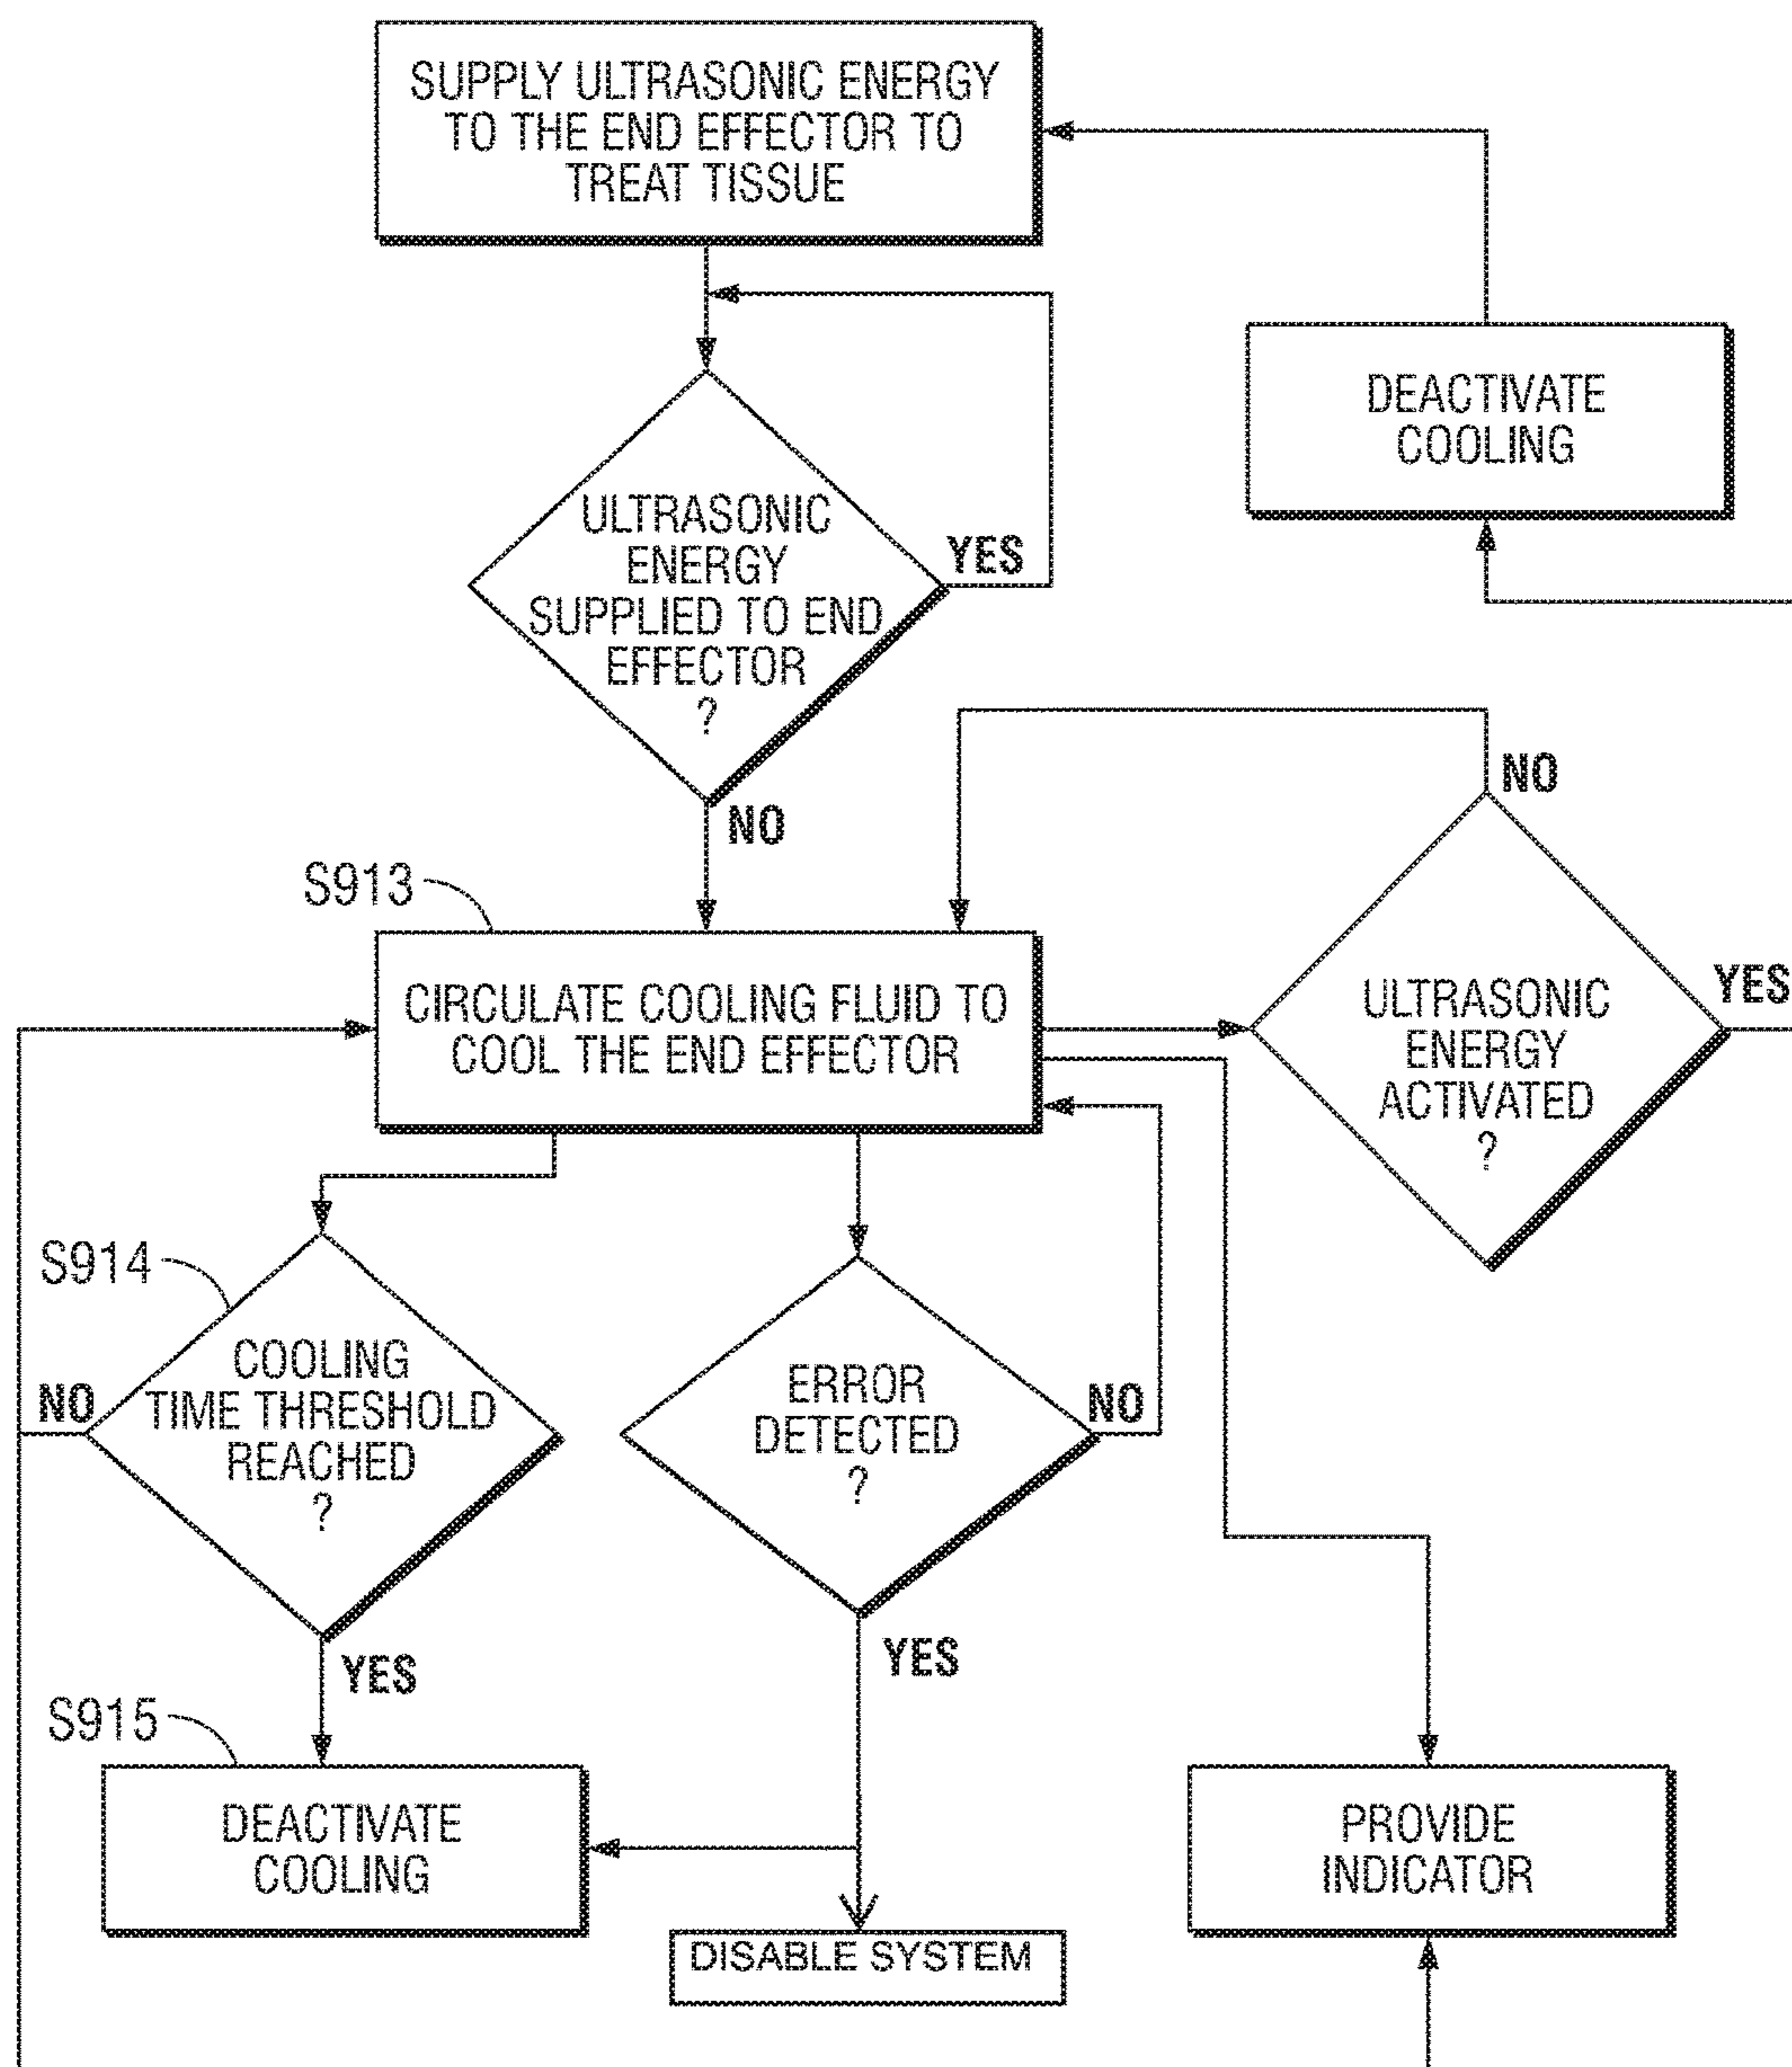 SUPPLY ULTRASONIC ENERGY
TO THE END EFFECTOR TO
TREAT TISSUE
DEACTIVATE
COOLING
ULTRASONIC
ENERGY
SUPPLIED TO END
EFFECTOR
?
YES
NO
NO
S913
CIRCULATE COOLING FLUID TO
COOL THE END EFFECTOR
ULTRASONIC
ENERGY
ACTIVATED
?
YES
S914
COOLING
TIME THRESHOLD
REACHED
?
NO
YES
ERROR
DETECTED
?
NO
YES
S915
DEACTIVATE
COOLING
DISABLE SYSTEM
PROVIDE
INDICATOR